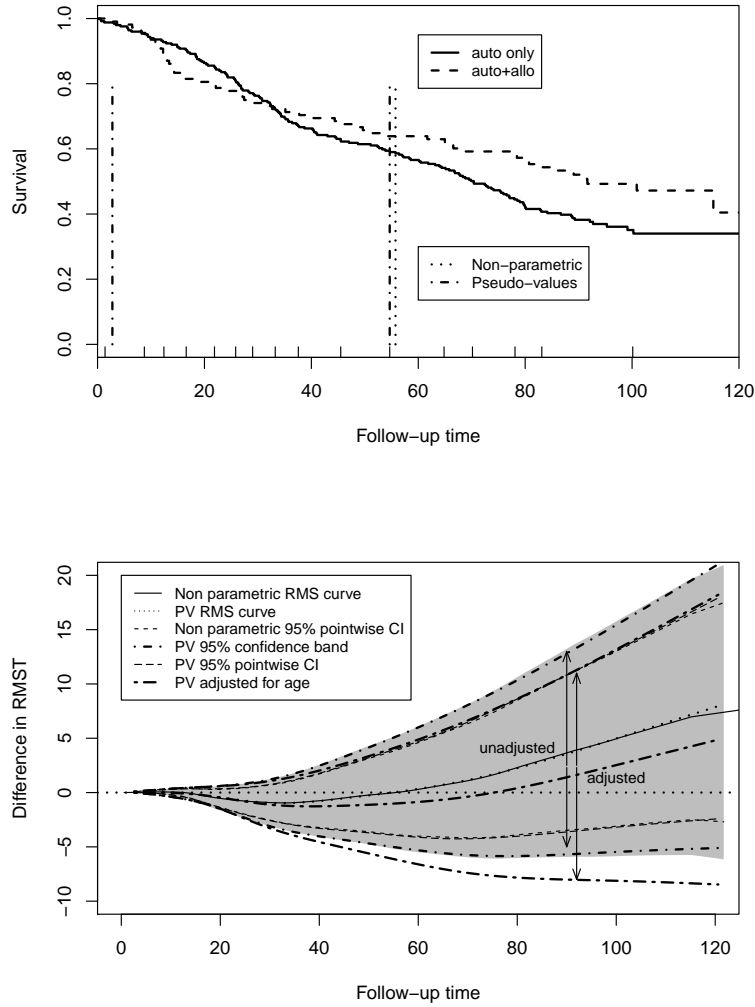 1.0
0.8
0.6
0.4
0.2
0.0
Survival
auto only
auto+allo
Non−parametric
Pseudo−values
0 20 40 60 80 100 120
Follow−up time
20
15
10
5
0
−5
−10
Difference in RMST
Non parametric RMS curve
PV RMS curve
Non parametric 95% pointwise CI
PV 95% confidence band
PV 95% pointwise CI
PV adjusted for age
unadjusted
adjusted
0 20 40 60 80 100 120
Follow−up time